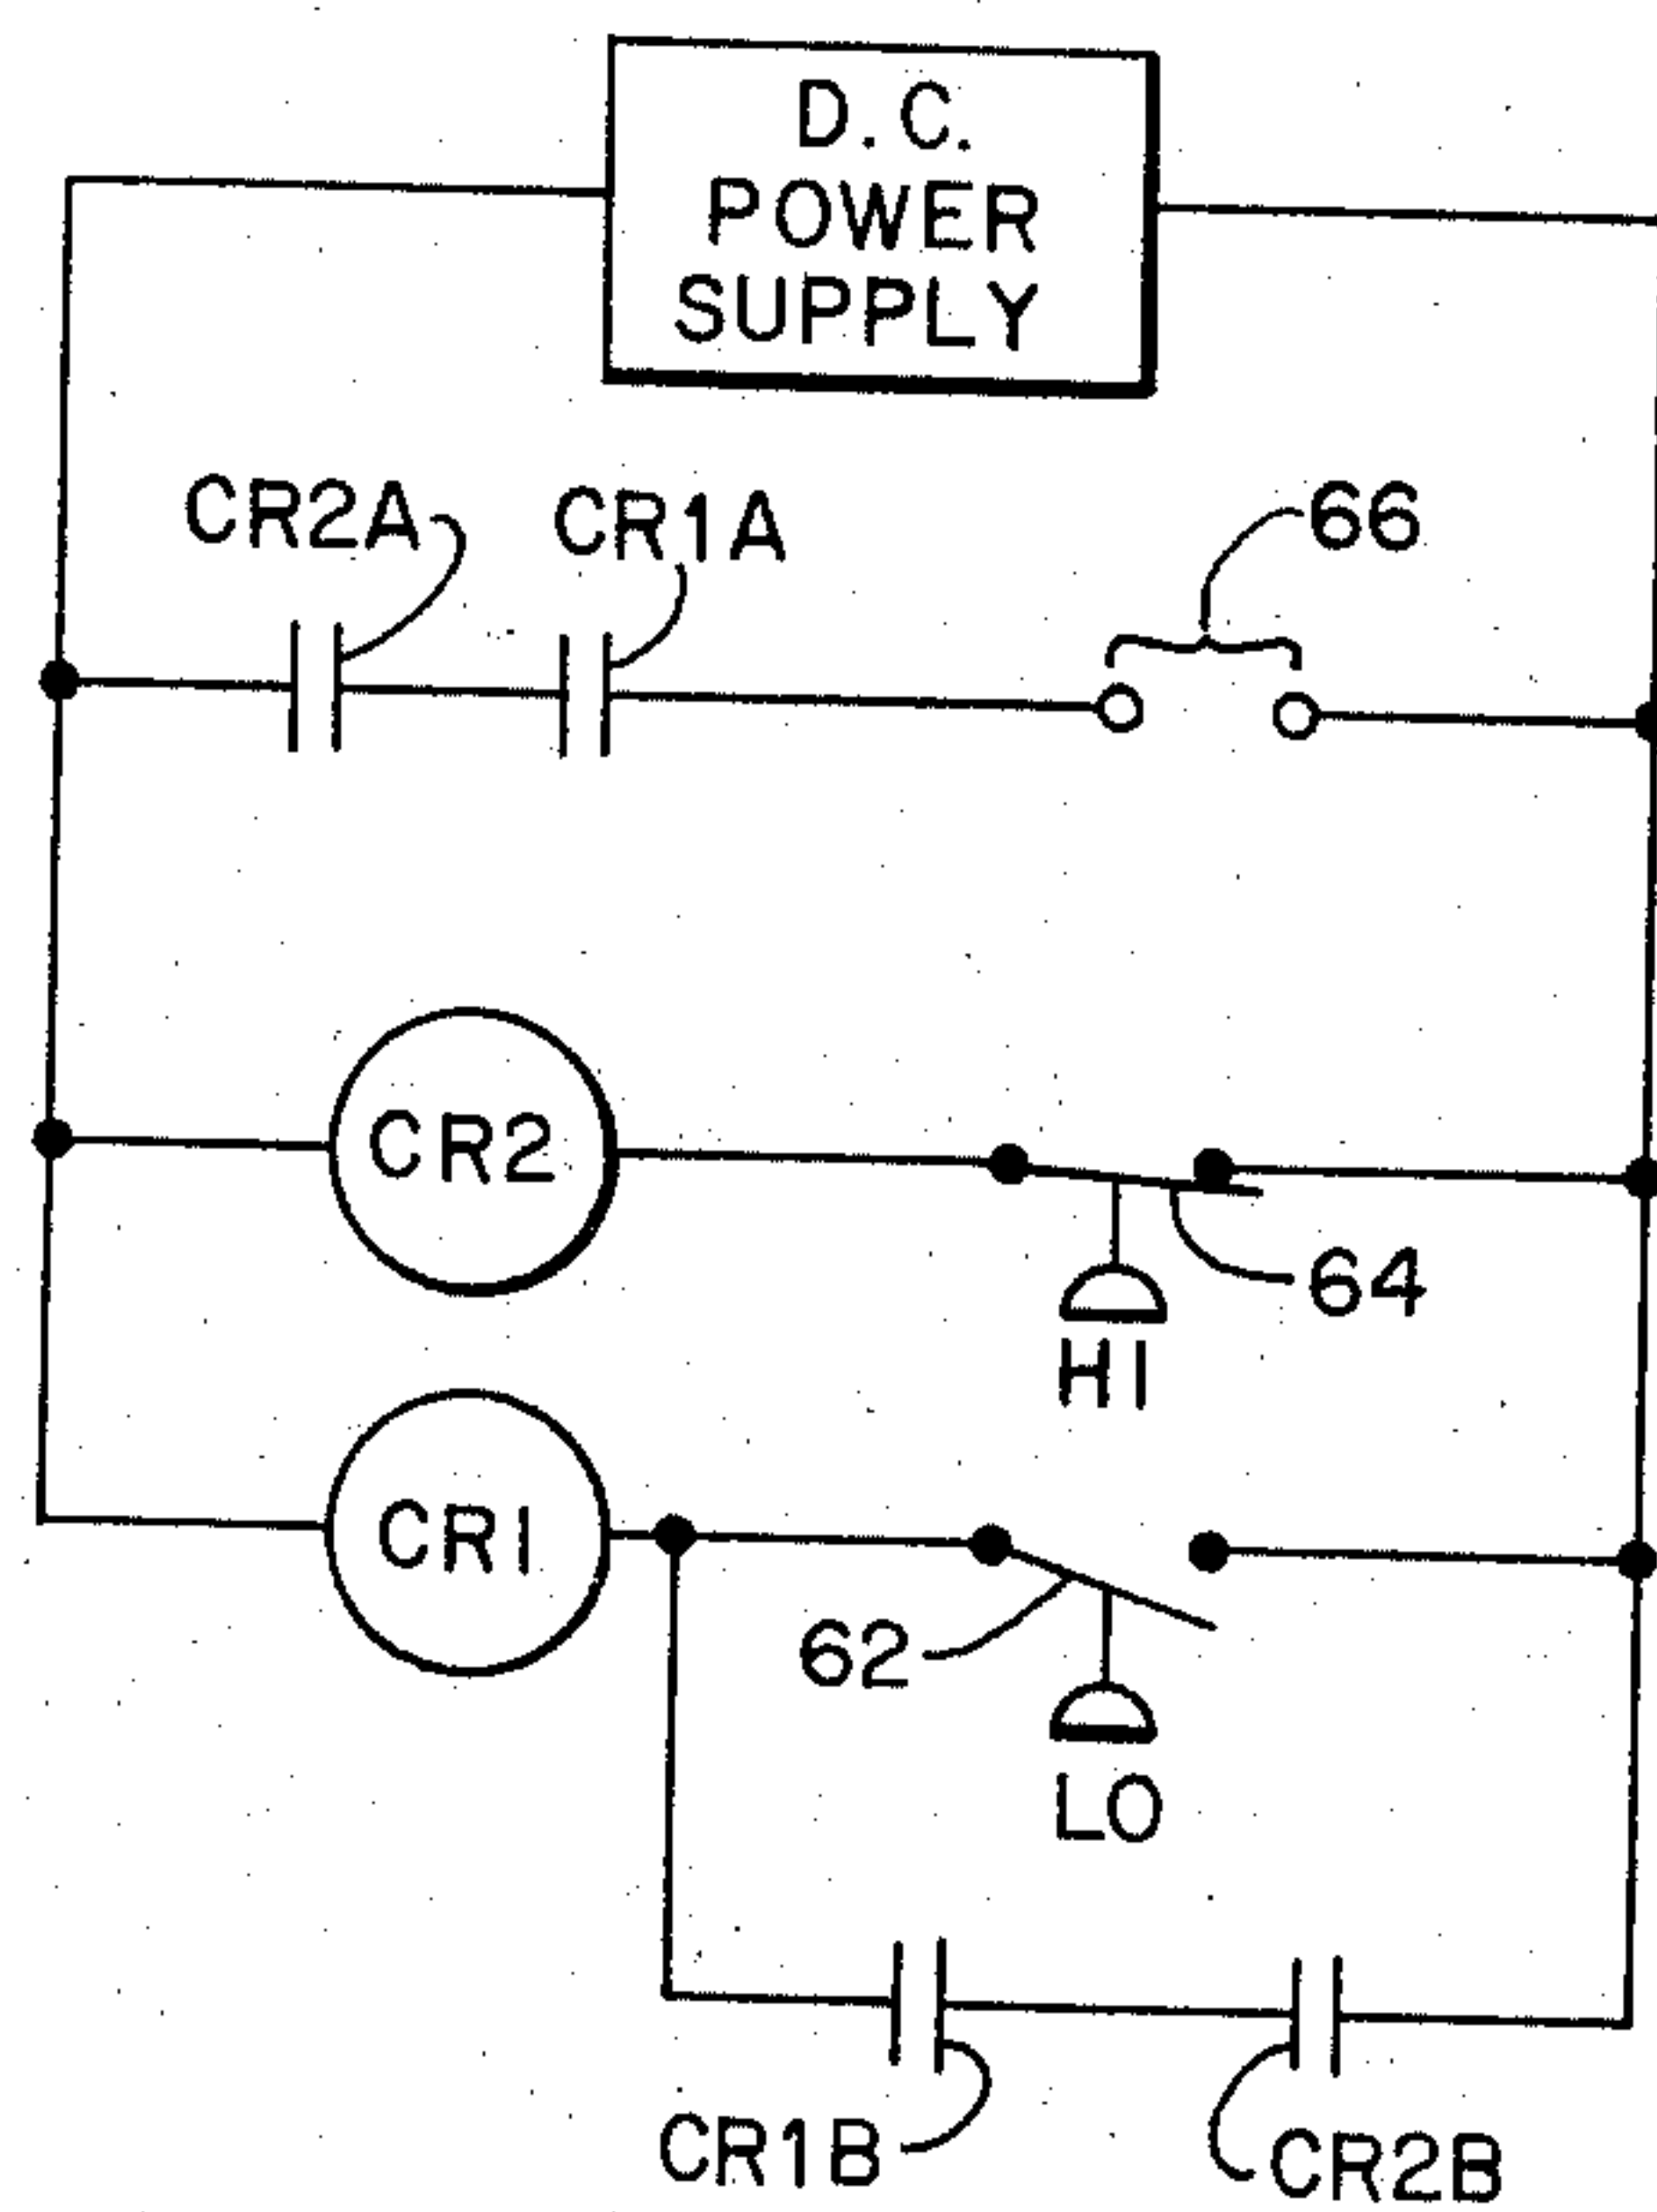 D.C.
POWER
SUPPLY
CR2A
CR1A
66
CR2
64
HI
CR1
62
LO
CR1B
CR2B